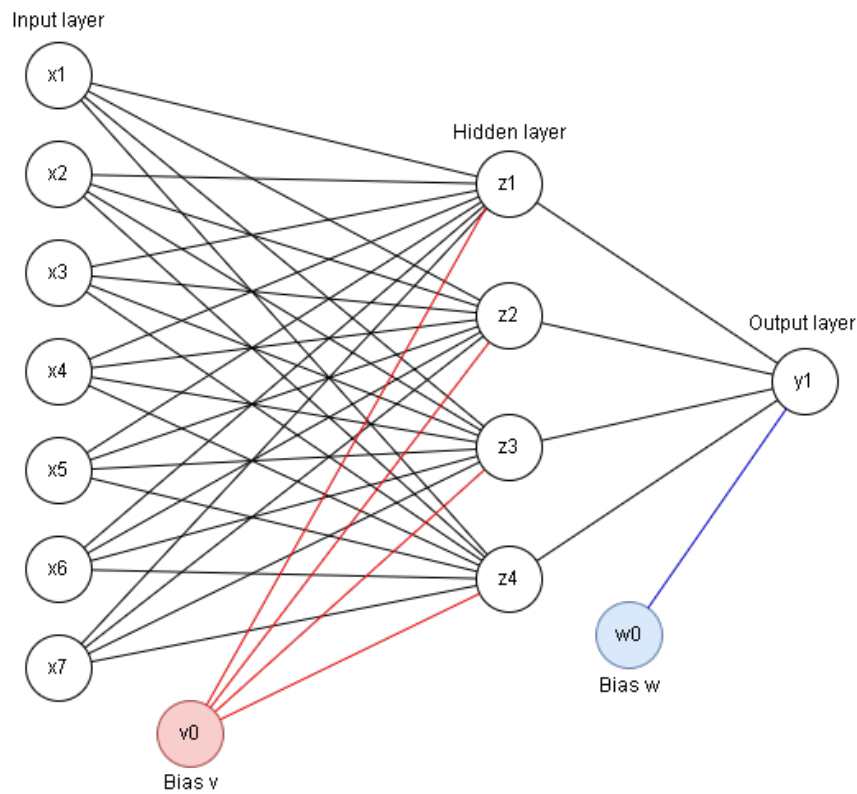 Input layer
x1
x2
x3
x4
x5
x6
x7
v0
Bias v
Hidden layer
z1
z2
z3
z4
w0
Bias w
Output layer
y1